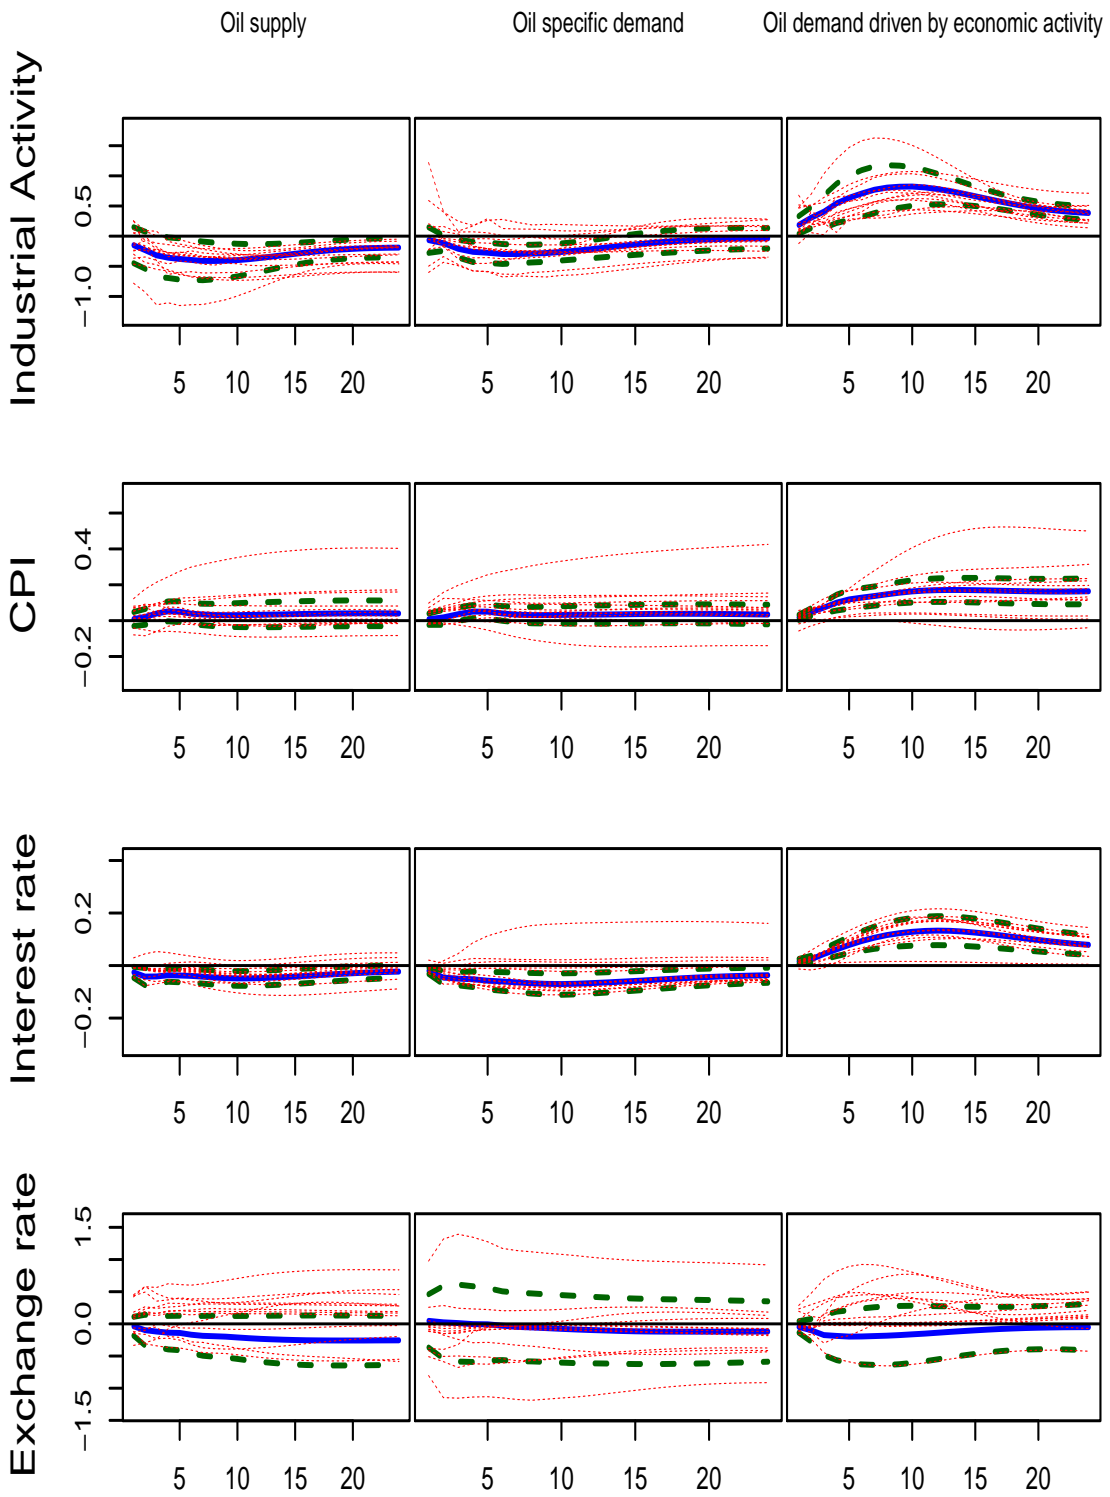 Oil supply Oil specific demand Oil demand driven by economic activity
Industrial Activity
0.5
−1.0
5 10 15 20 5 10 15 20 5 10 15 20
CPI
0.4
−0.2
5 10 15 20 5 10 15 20 5 10 15 20
Interest rate
0.2
−0.2
5 10 15 20 5 10 15 20 5 10 15 20
Exchange rate
1.5
0.0
−1.5
5 10 15 20 5 10 15 20 5 10 15 20